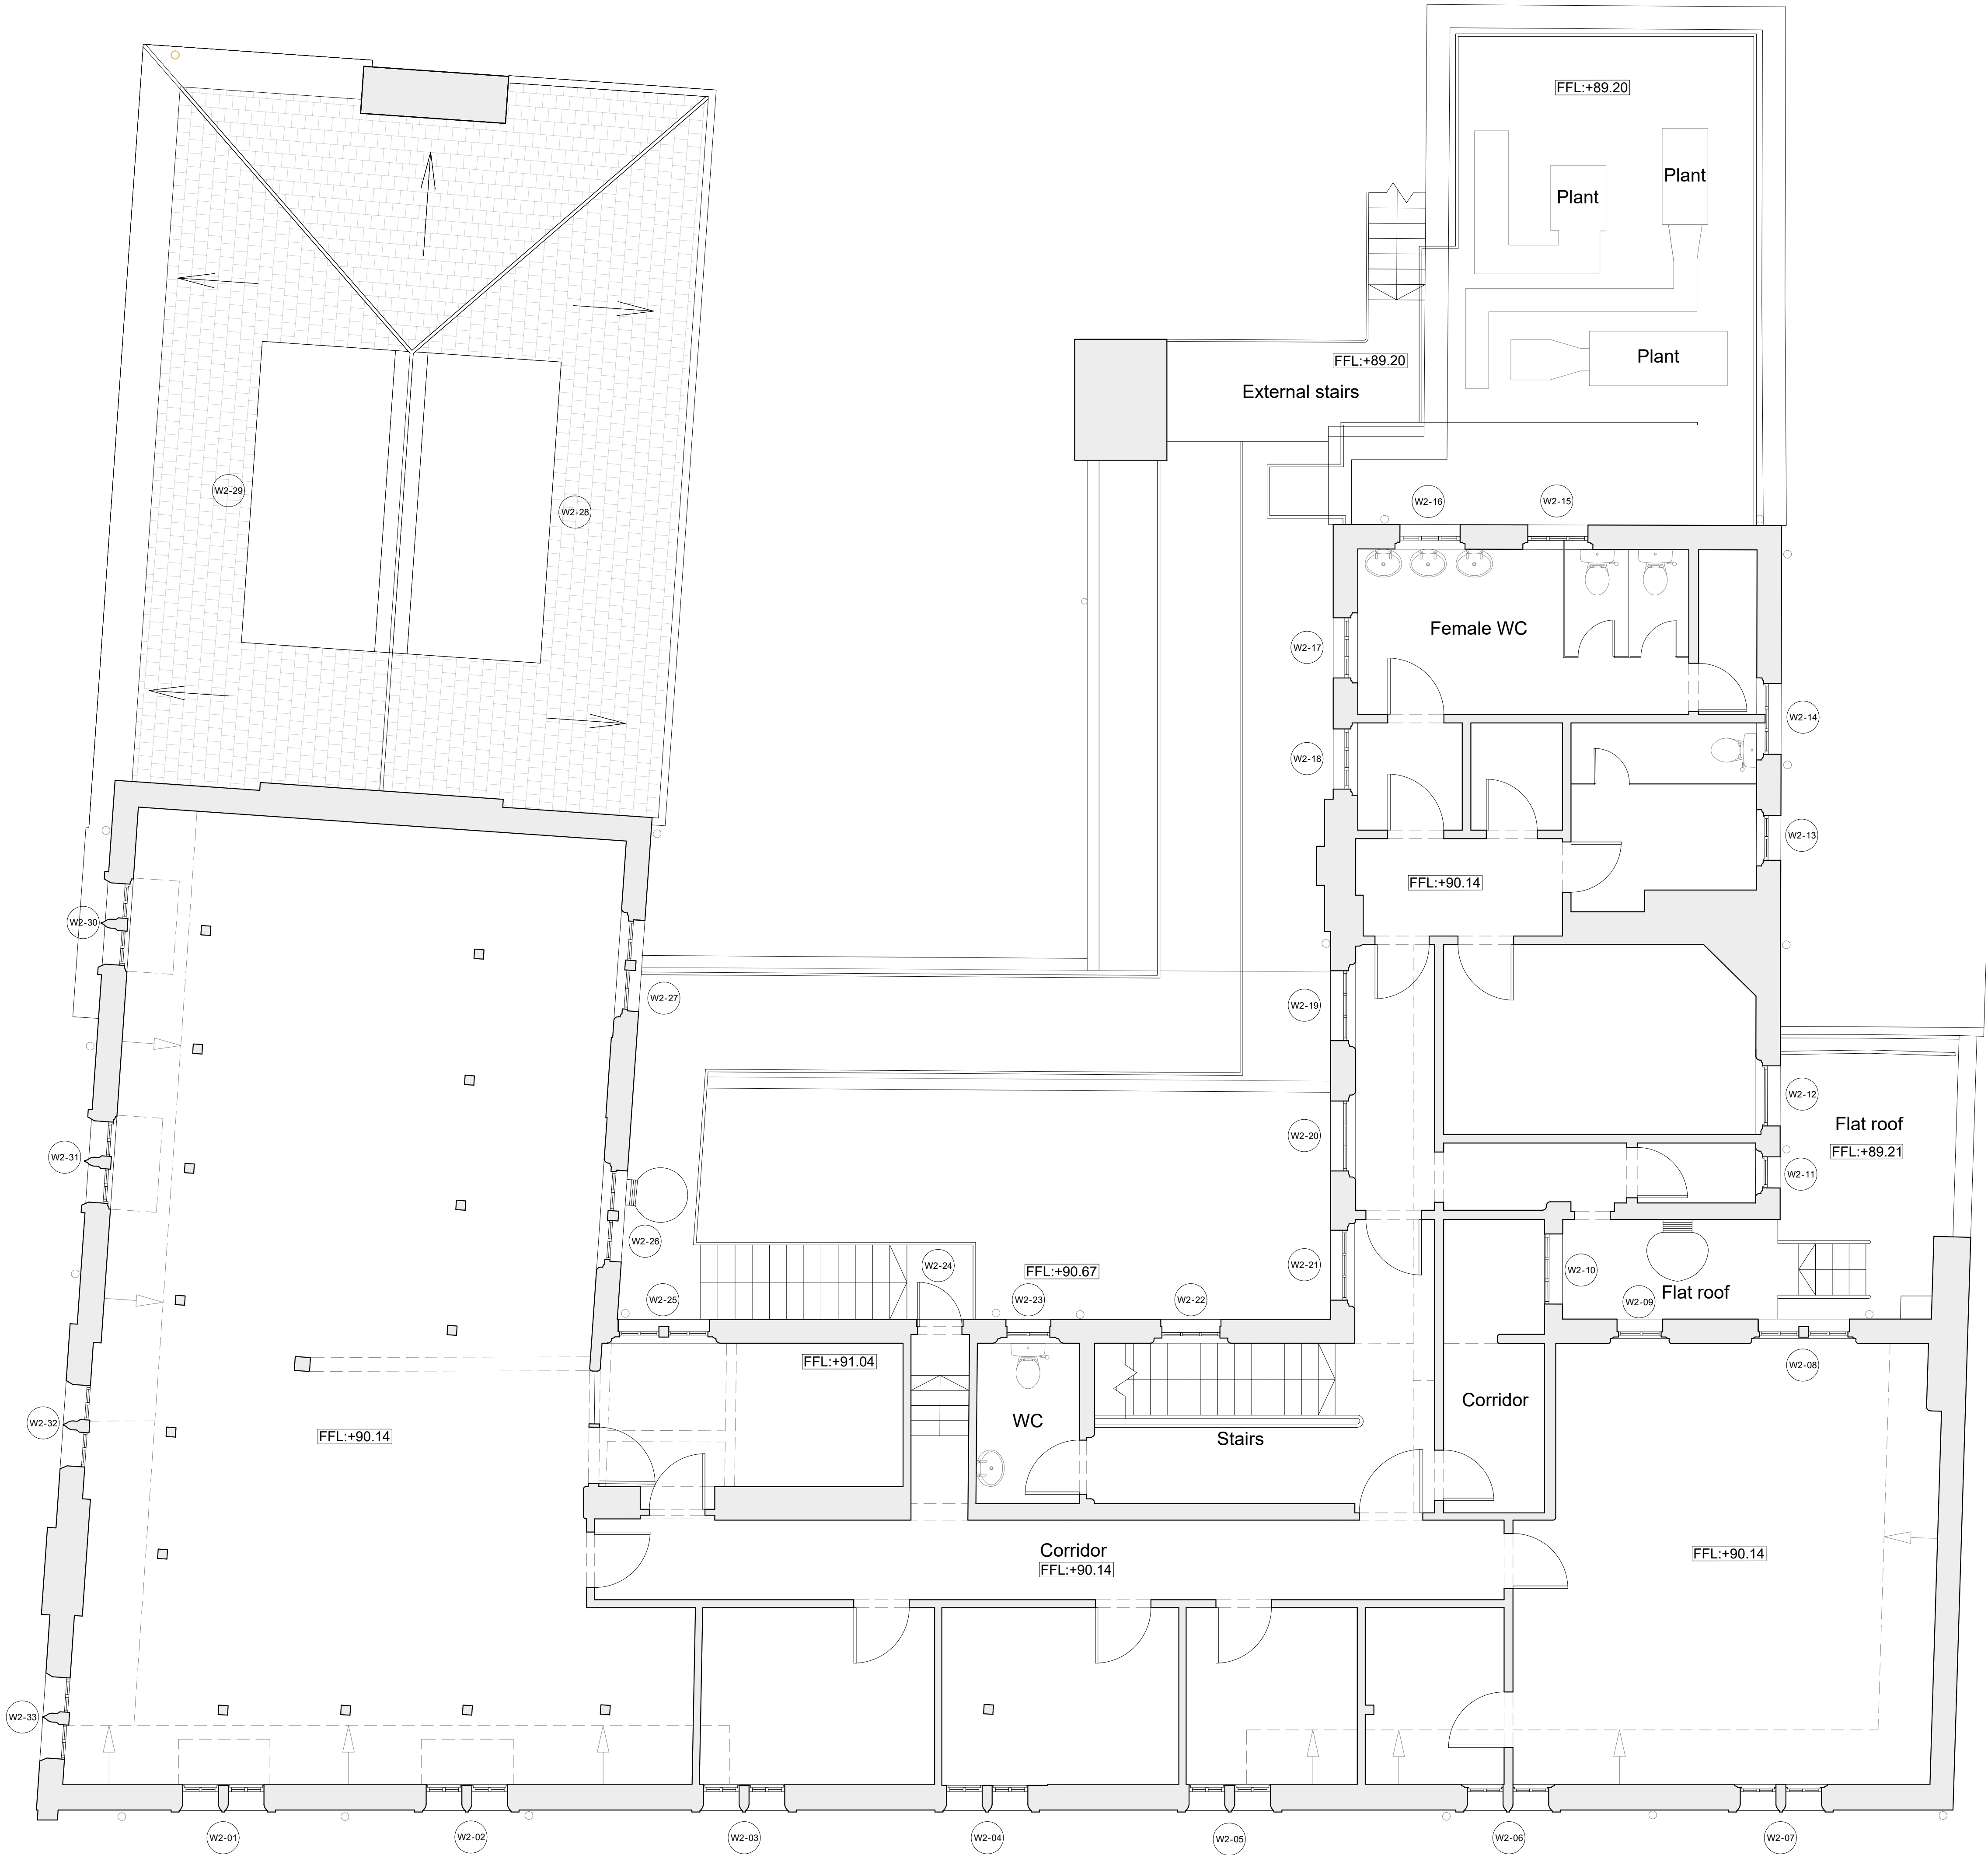 FFL:+89.20
Plant
Plant
FFL:+89.20
Plant
External stairs
W2-29
W2-28
W2-16
W2-15
Female WC
W2-17
W2-14
W2-18
W2-13
FFL:+90.14
W2-30
W2-27
W2-19
W2-12
Flat roof
FFL:+89.21
W2-20
W2-31
W2-11
W2-26
W2-24
FFL:+90.67
W2-21
W2-10
Flat roof
W2-25
W2-23
W2-22
W2-09
FFL:+91.04
W2-08
Corridor
W2-32
FFL:+90.14
WC
Stairs
Corridor
FFL:+90.14
FFL:+90.14
W2-33
W2-01
W2-02
W2-03
W2-04
W2-05
W2-06
W2-07